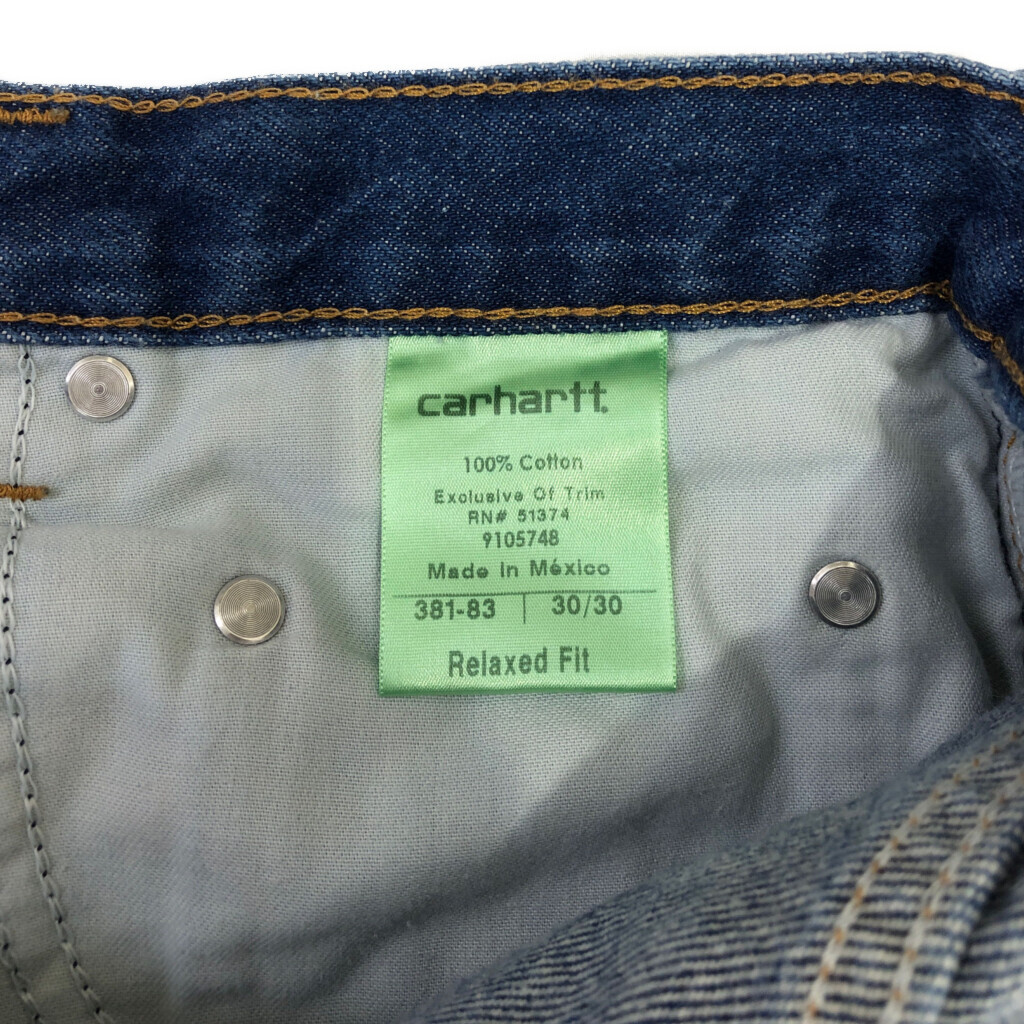 carhartt
100% Cotton
Exclusive Of Trim
RN# 51374
9105748
Made In México
381-83 | 30/30
Relaxed Fit